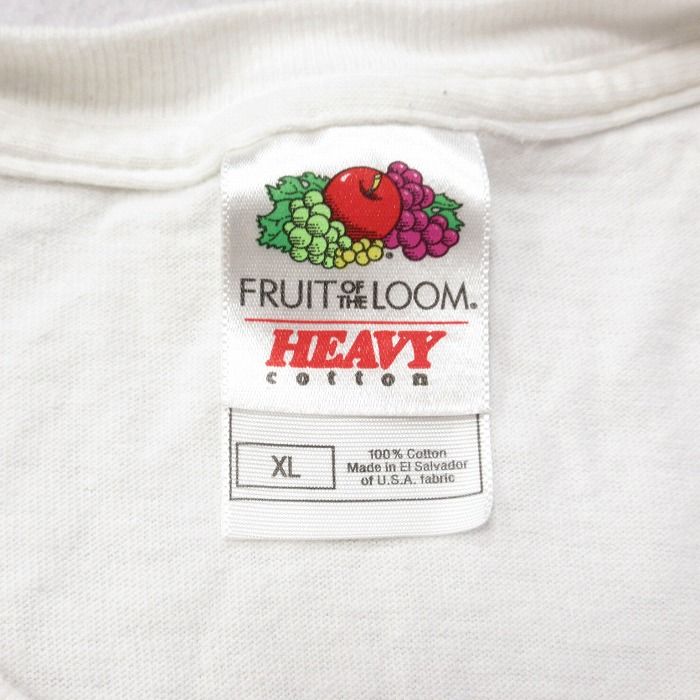 FRUIT OF THE LOOM®
HEAVY
cotton
XL
100% Cotton
Made in El Salvador
of U.S.A. fabric